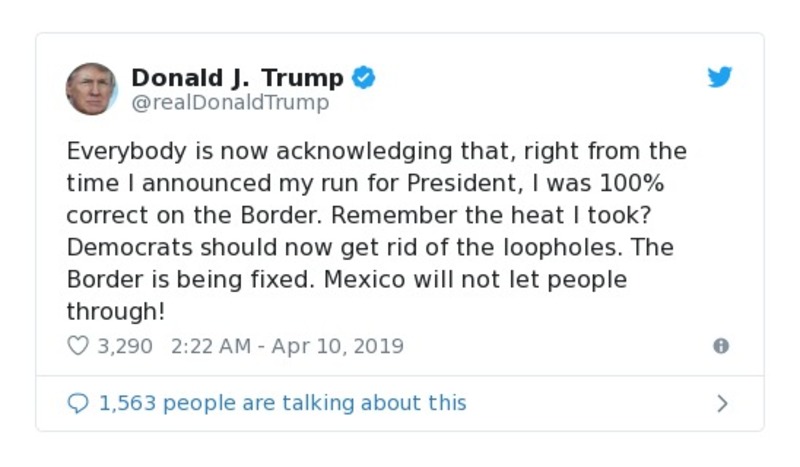 Donald J. Trump
@realDonaldTrump
Everybody is now acknowledging that, right from the
time I announced my run for President, I was 100%
correct on the Border. Remember the heat I took?
Democrats should now get rid of the loopholes. The
Border is being fixed. Mexico will not let people
through!
3,290 2:22 AM - Apr 10, 2019
1,563 people are talking about this